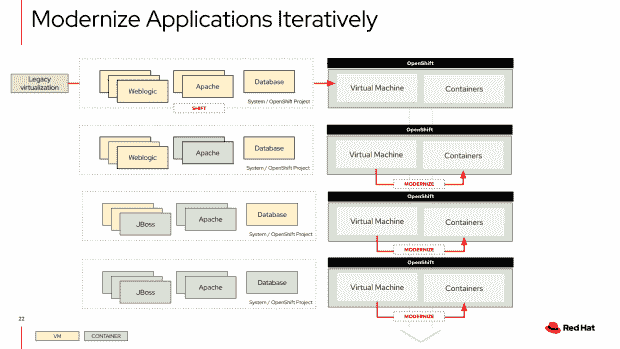 Modernize Applications Iteratively
OpenShift
Legacy
virtualization
Weblogic
Apache
Database
Virtual Machine
Containers
System / OpenShift Project
SHIFT
OpenShift
Weblogic
Apache
Database
Virtual Machine
Containers
System / OpenShift Project
MODERNIZE
OpenShift
JBoss
Apache
Database
Virtual Machine
Containers
System / OpenShift Project
MODERNIZE
OpenShift
JBoss
Apache
Database
Virtual Machine
Containers
System / OpenShift Project
MODERNIZE
22
VM
CONTAINER
Red Hat